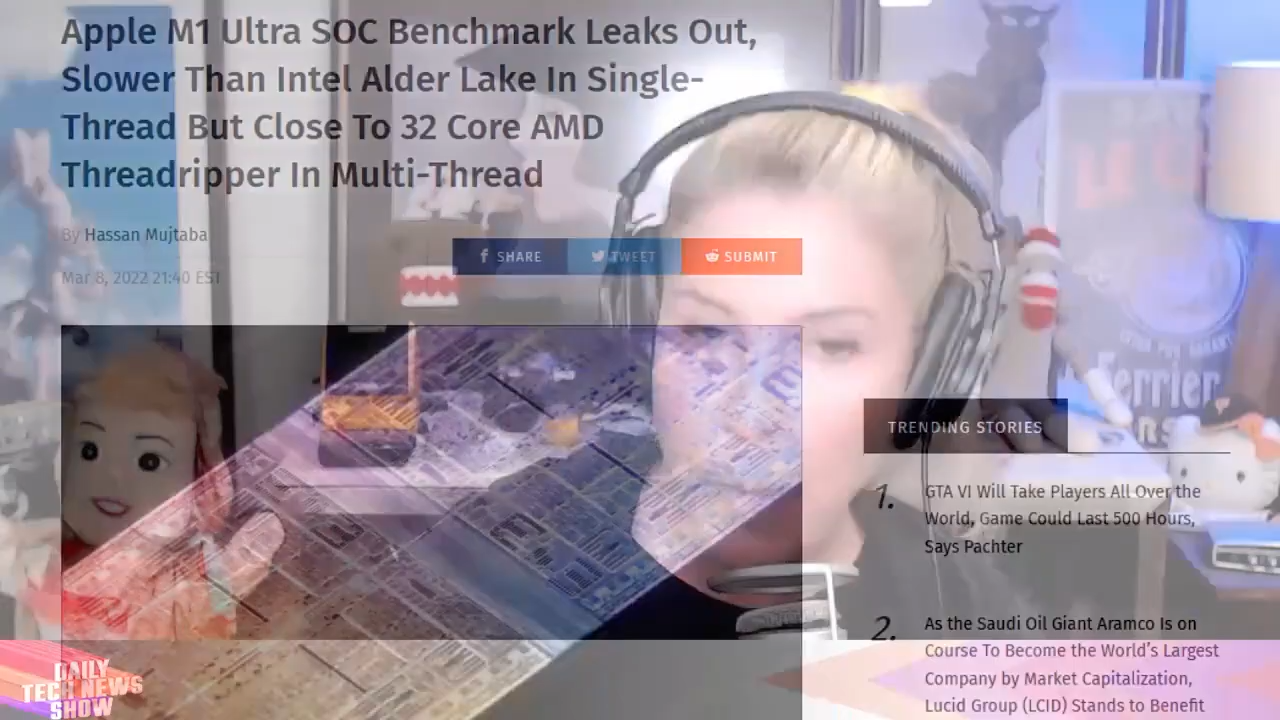 Apple M1 Ultra SOC Benchmark Leaks Out,
Slower Than Intel Alder Lake In Single-
Thread But Close To 32 Core AMD
Threadripper In Multi-Thread
By Hassan Mujtaba
Mar 8, 2022 21:40 EST
SHARE
TWEET
SUBMIT
TRENDING STORIES
1.
GTA VI Will Take Players All Over the
World, Game Could Last 500 Hours,
Says Pachter
2.
As the Saudi Oil Giant Aramco Is on
Course To Become the World's Largest
Company by Market Capitalization,
Lucid Group (LCID) Stands to Benefit
DAILY
TECH NEWS
SHOW